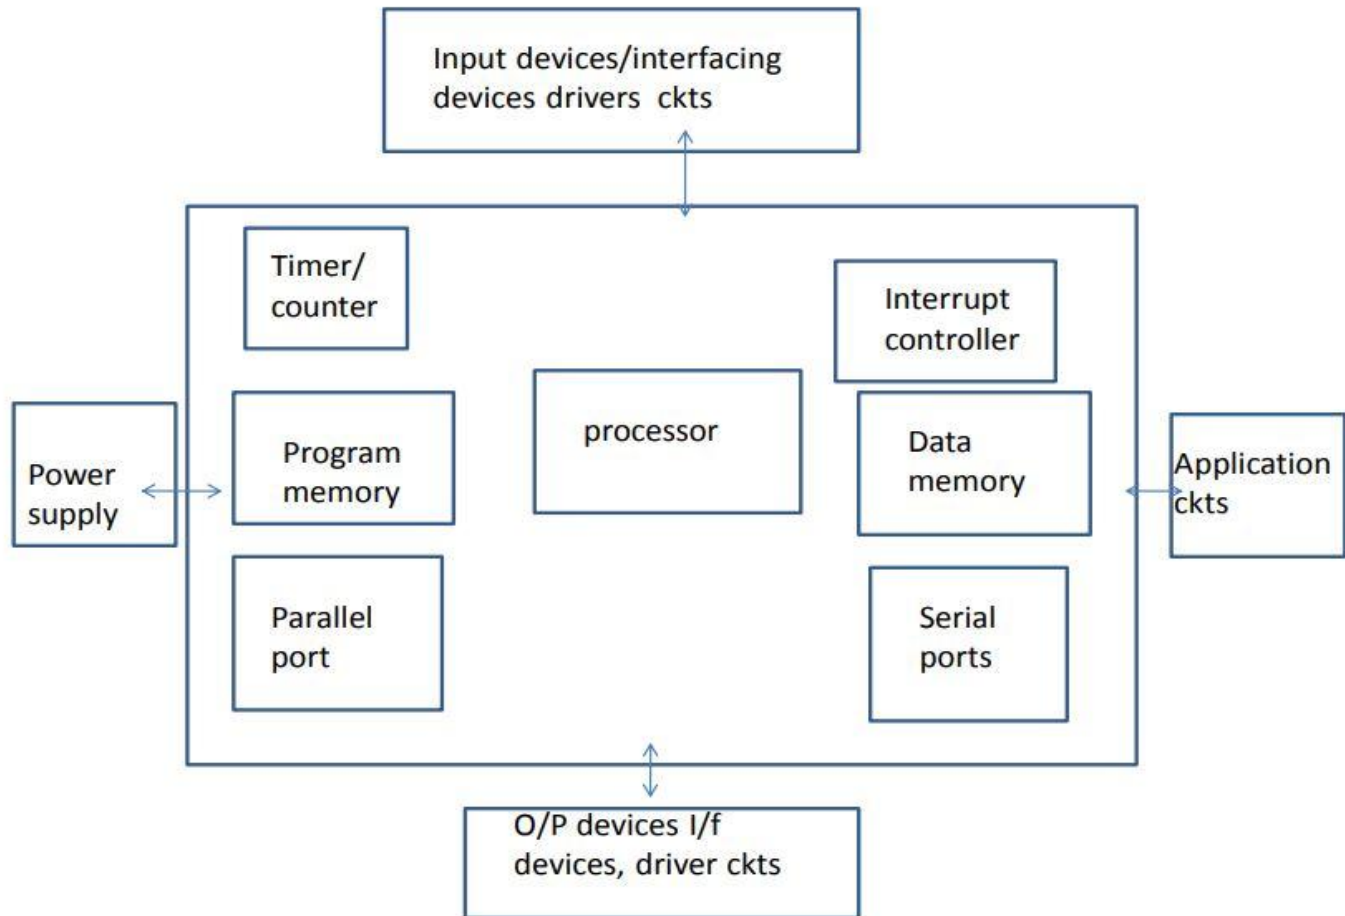 Input devices/interfacing
devices drivers ckts
Timer/
counter
Interrupt
controller
processor
Power
supply
Program
memory
Data
memory
Application
ckts
Parallel
port
Serial
ports
O/P devices I/f
devices, driver ckts